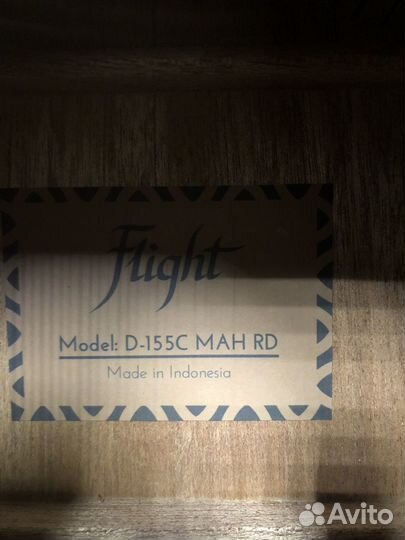 Flight
Model: D-155C MAH RD
Made in Indonesia
Avito